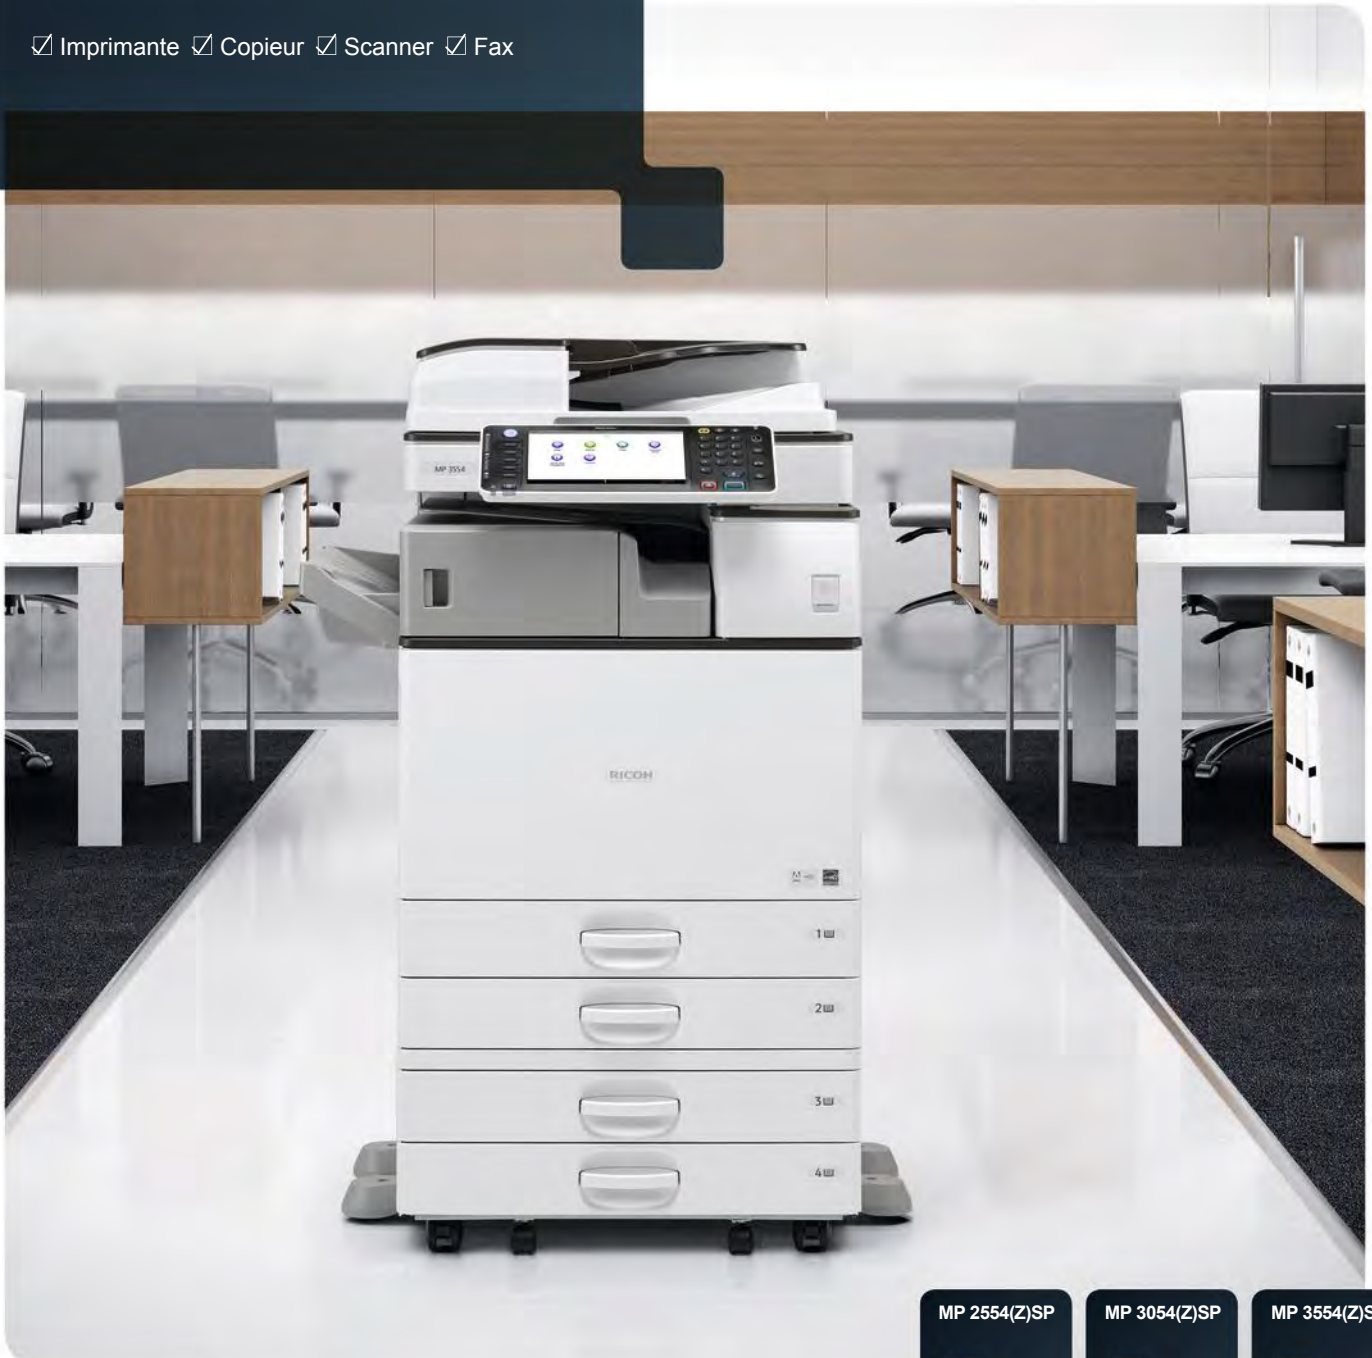 ☑ Imprimante ☑ Copieur ☑ Scanner ☑ Fax
MP 3554
RICOH
1
2
3
4
MP 2554(Z)SP MP 3054(Z)SP MP 3554(Z)S